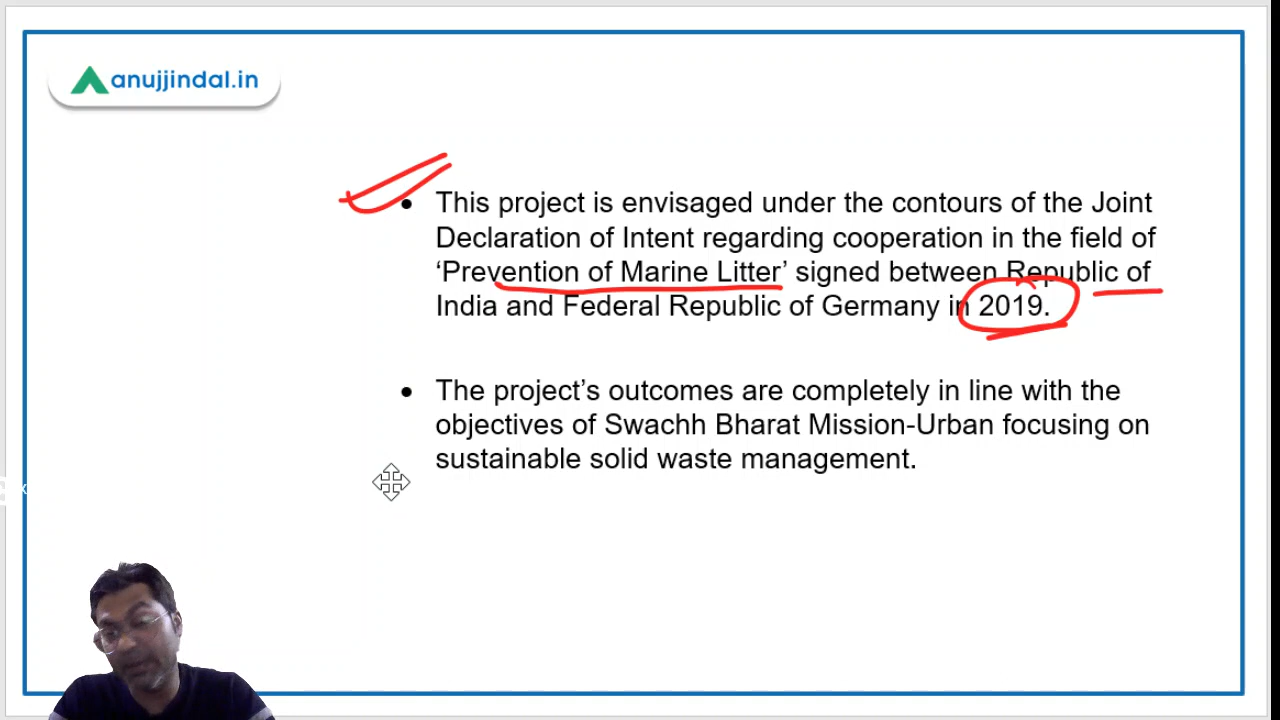 anujjindal.in
• This project is envisaged under the contours of the Joint
Declaration of Intent regarding cooperation in the field of
‘Prevention of Marine Litter’ signed between Republic of
India and Federal Republic of Germany in 2019.
• The project’s outcomes are completely in line with the
objectives of Swachh Bharat Mission-Urban focusing on
sustainable solid waste management.